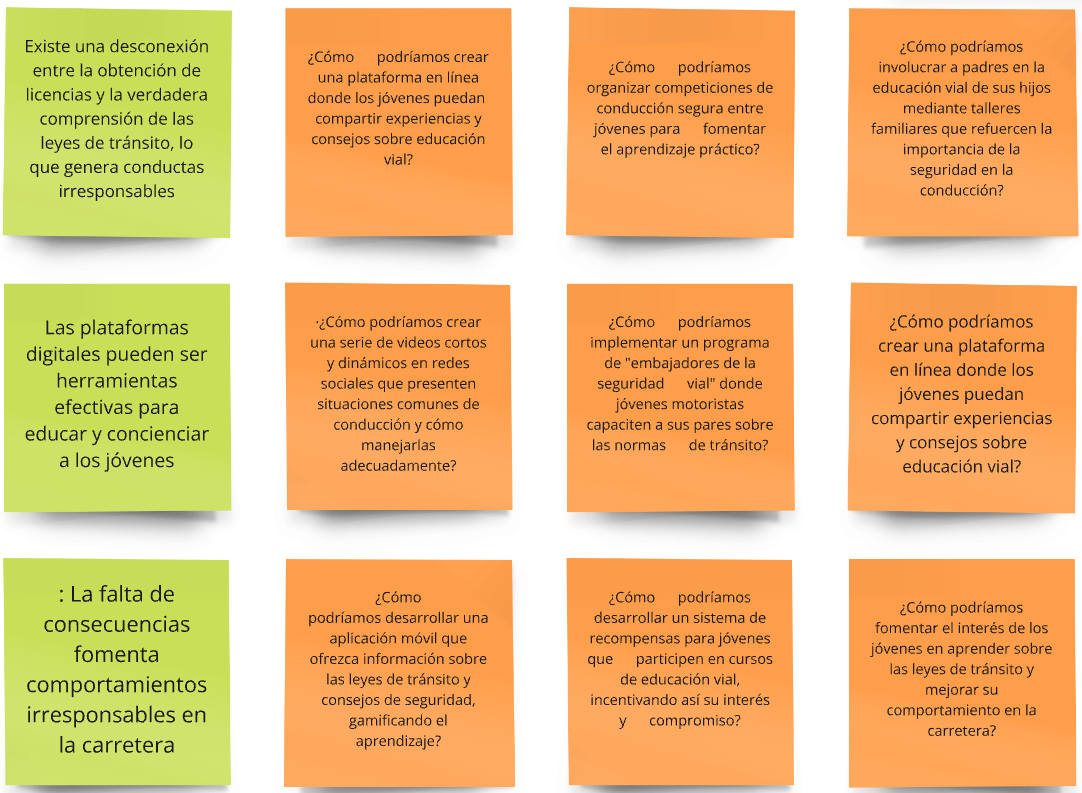 Existe una desconexión
entre la obtención de
licencias y la verdadera
comprensión de las
leyes de tránsito, lo
que genera conductas
irresponsables
¿Cómo podríamos crear
una plataforma en línea
donde los jóvenes puedan
compartir experiencias y
consejos sobre educación
vial?
¿Cómo podríamos
organizar competiciones de
conducción segura entre
jóvenes para fomentar
el aprendizaje práctico?
¿Cómo podríamos
involucrar a padres en la
educación vial de sus hijos
mediante talleres
familiares que refuercen la
importancia de la
seguridad en la
conducción?
Las plataformas
digitales pueden ser
herramientas
efectivas para
educar y concienciar
a los jóvenes
·¿Cómo podríamos crear
una serie de videos cortos
y dinámicos en redes
sociales que presenten
situaciones comunes de
conducción y cómo
manejarlas
adecuadamente?
¿Cómo podríamos
implementar un programa
de "embajadores de la
seguridad vial" donde
jóvenes motoristas
capaciten a sus pares sobre
las normas de tránsito?
¿Cómo podríamos
crear una plataforma
en línea donde los
jóvenes puedan
compartir experiencias
y consejos sobre
educación vial?
: La falta de
consecuencias
fomenta
comportamientos
irresponsables en
la carretera
¿Cómo
podríamos desarrollar una
aplicación móvil que
ofrezca información sobre
las leyes de tránsito y
consejos de seguridad,
gamificando el
aprendizaje?
¿Cómo podríamos
desarrollar un sistema de
recompensas para jóvenes
que participen en cursos
de educación vial,
incentivando así su interés
y compromiso?
¿Cómo podríamos
fomentar el interés de los
jóvenes en aprender sobre
las leyes de tránsito y
mejorar su
comportamiento en la
carretera?